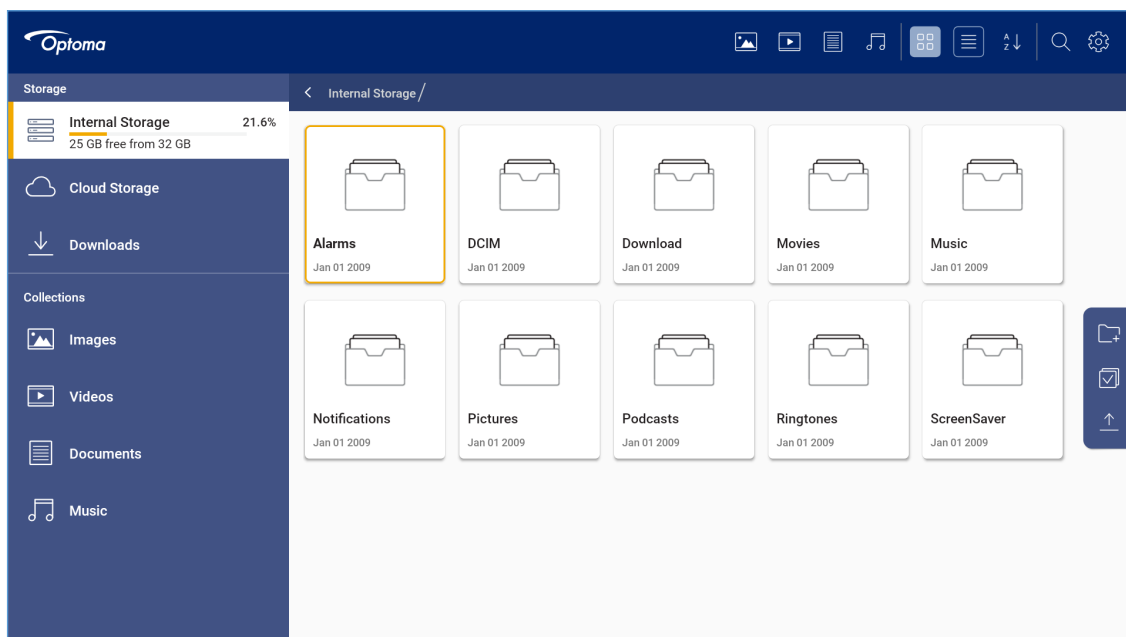 Optoma
A
Z
Storage
Internal Storage /
Internal Storage 21.6%
25 GB free from 32 GB
Cloud Storage
Downloads
Collections
Images
Videos
Documents
Music
Alarms
Jan 01 2009
DCIM
Jan 01 2009
Download
Jan 01 2009
Movies
Jan 01 2009
Music
Jan 01 2009
Notifications
Jan 01 2009
Pictures
Jan 01 2009
Podcasts
Jan 01 2009
Ringtones
Jan 01 2009
ScreenSaver
Jan 01 2009